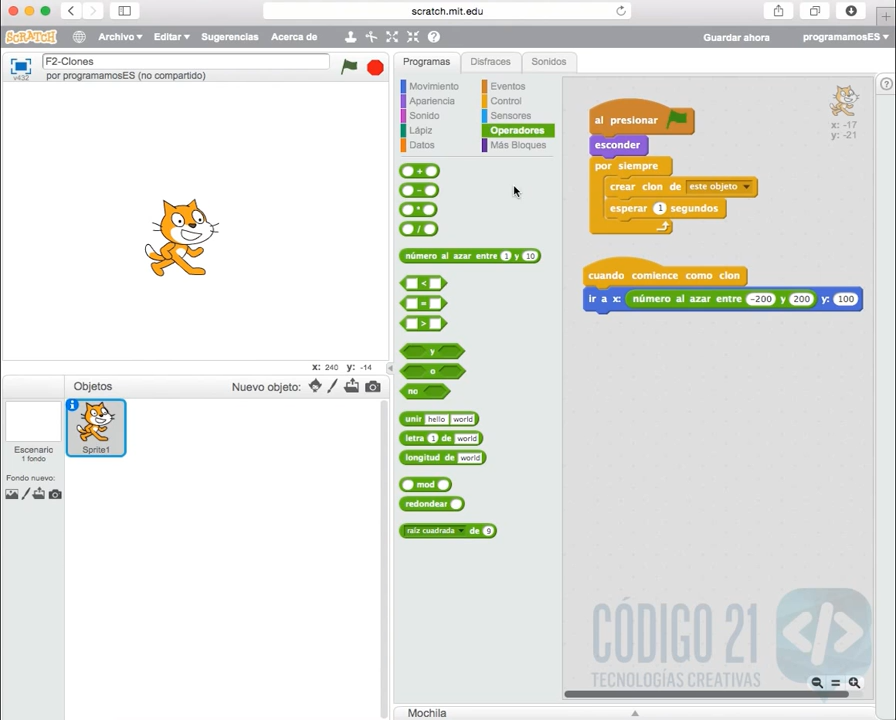 scratch.mit.edu
SCRATCH Archivo Editar Sugerencias Acerca de Guardar ahora programamosES
v432 F2-Clones
por programamosES (no compartido)
Programas Disfraces Sonidos
Movimiento Eventos
Apariencia Control
Sonido Sensores
Lápiz Operadores
Datos Más Bloques
+
-
*
/
número al azar entre 1 y 10
<
=
>
y
o
no
unir hello world
letra 1 de world
longitud de world
mod
redondear
raíz cuadrada de 9
al presionar
esconder
por siempre
crear clon de este objeto
esperar 1 segundos
cuando comience como clon
ir a x: número al azar entre -200 y 200 y: 100
x: -17
y: -21
x: 240 y: -14
Objetos Nuevo objeto:
Escenario
1 fondo
Fondo nuevo:
Sprite1
CÓDIGO 21
TECNOLOGÍAS CREATIVAS
Mochila